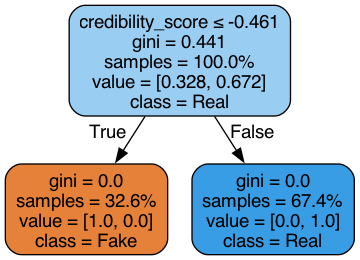 credibility_score ≤ -0.461
gini = 0.441
samples = 100.0%
value = [0.328, 0.672]
class = Real
True
False
gini = 0.0
samples = 32.6%
value = [1.0, 0.0]
class = Fake
gini = 0.0
samples = 67.4%
value = [0.0, 1.0]
class = Real